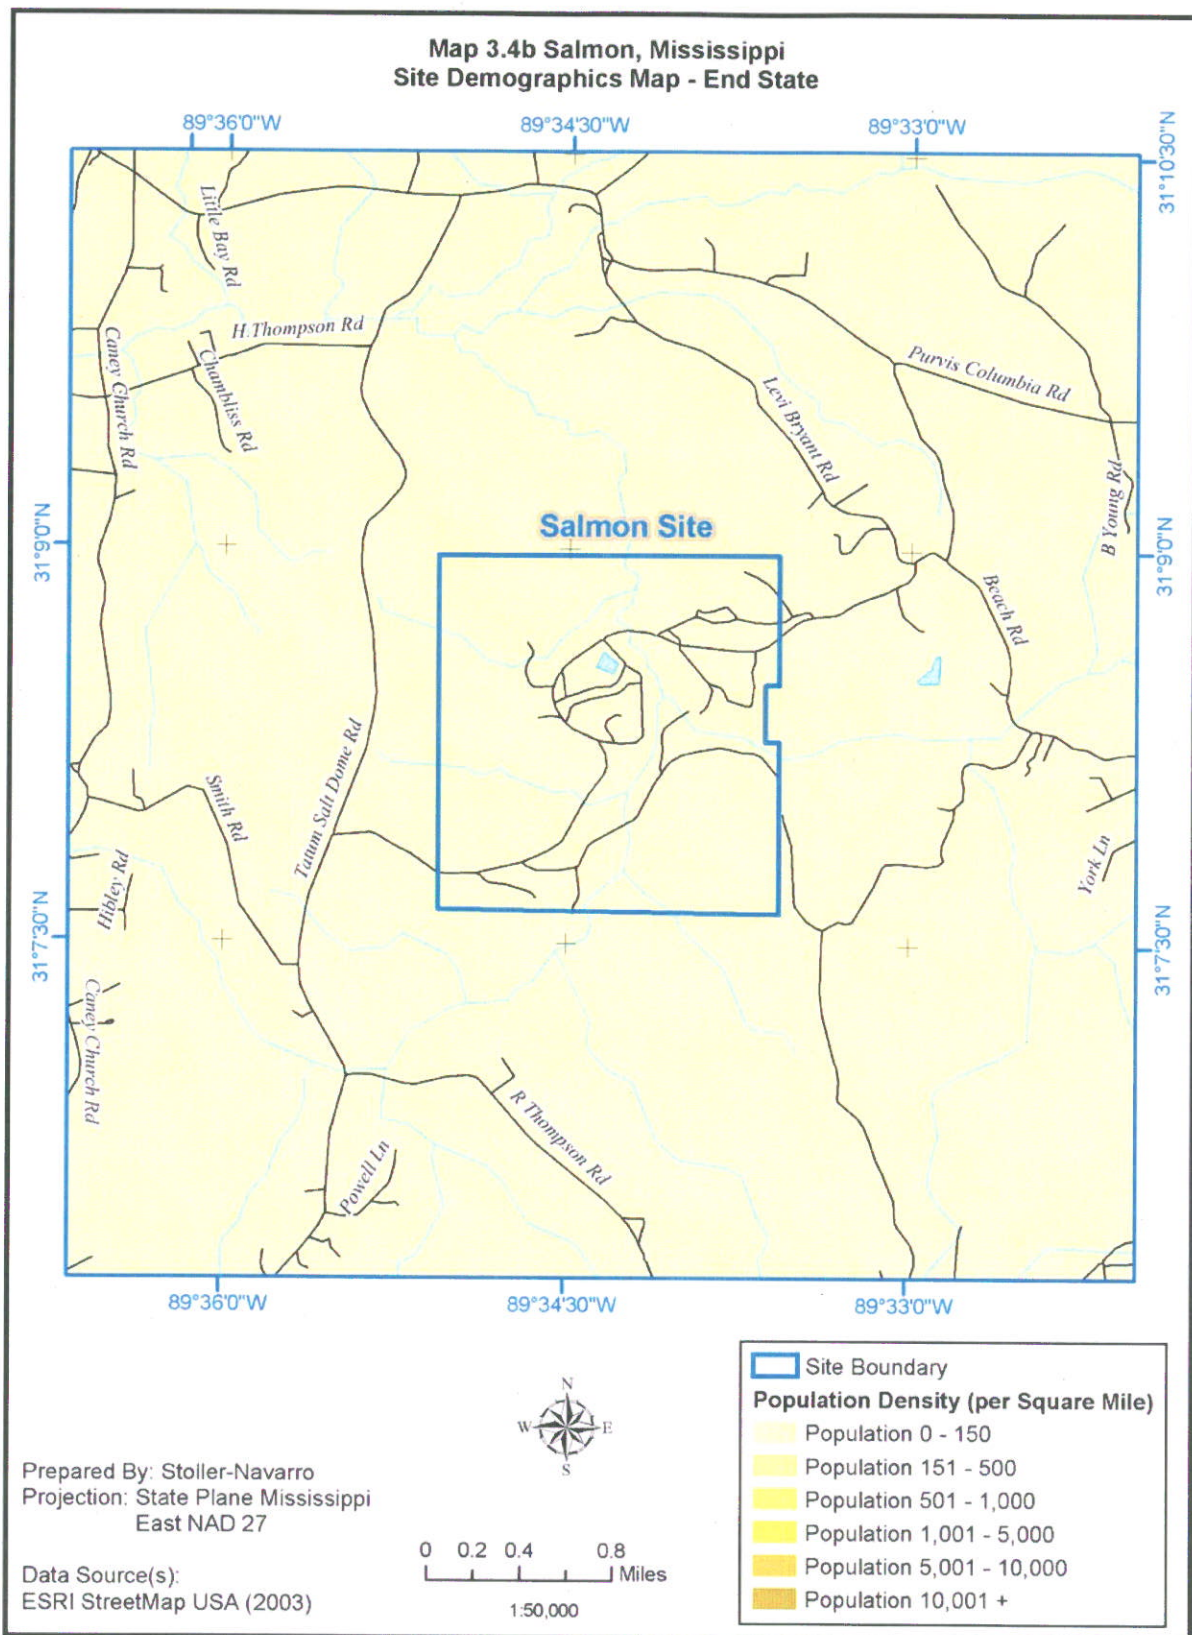 Map 3.4b Salmon, Mississippi
Site Demographics Map - End State
89°36'0"W
89°34'30"W
89°33'0"W
31°10'30"N
Little Bay Rd
H.Thompson Rd
Caney Church Rd
Chambliss Rd
Purvis Columbia Rd
Levi Bryant Rd
B Young Rd
31°9'0"N
Salmon Site
31°9'0"N
Beach Rd
Tatum Salt Dome Rd
Smith Rd
York Ln
Hibley Rd
31°7'30"N
31°7'30"N
Caney Church Rd
R Thompson Rd
Powell Ln
89°36'0"W
89°34'30"W
89°33'0"W
N
W
E
S
Site Boundary
Population Density (per Square Mile)
Population 0 - 150
Population 151 - 500
Population 501 - 1,000
Population 1,001 - 5,000
Population 5,001 - 10,000
Population 10,001 +
Prepared By: Stoller-Navarro
Projection: State Plane Mississippi
East NAD 27
Data Source(s):
ESRI StreetMap USA (2003)
0 0.2 0.4 0.8
Miles
1:50,000